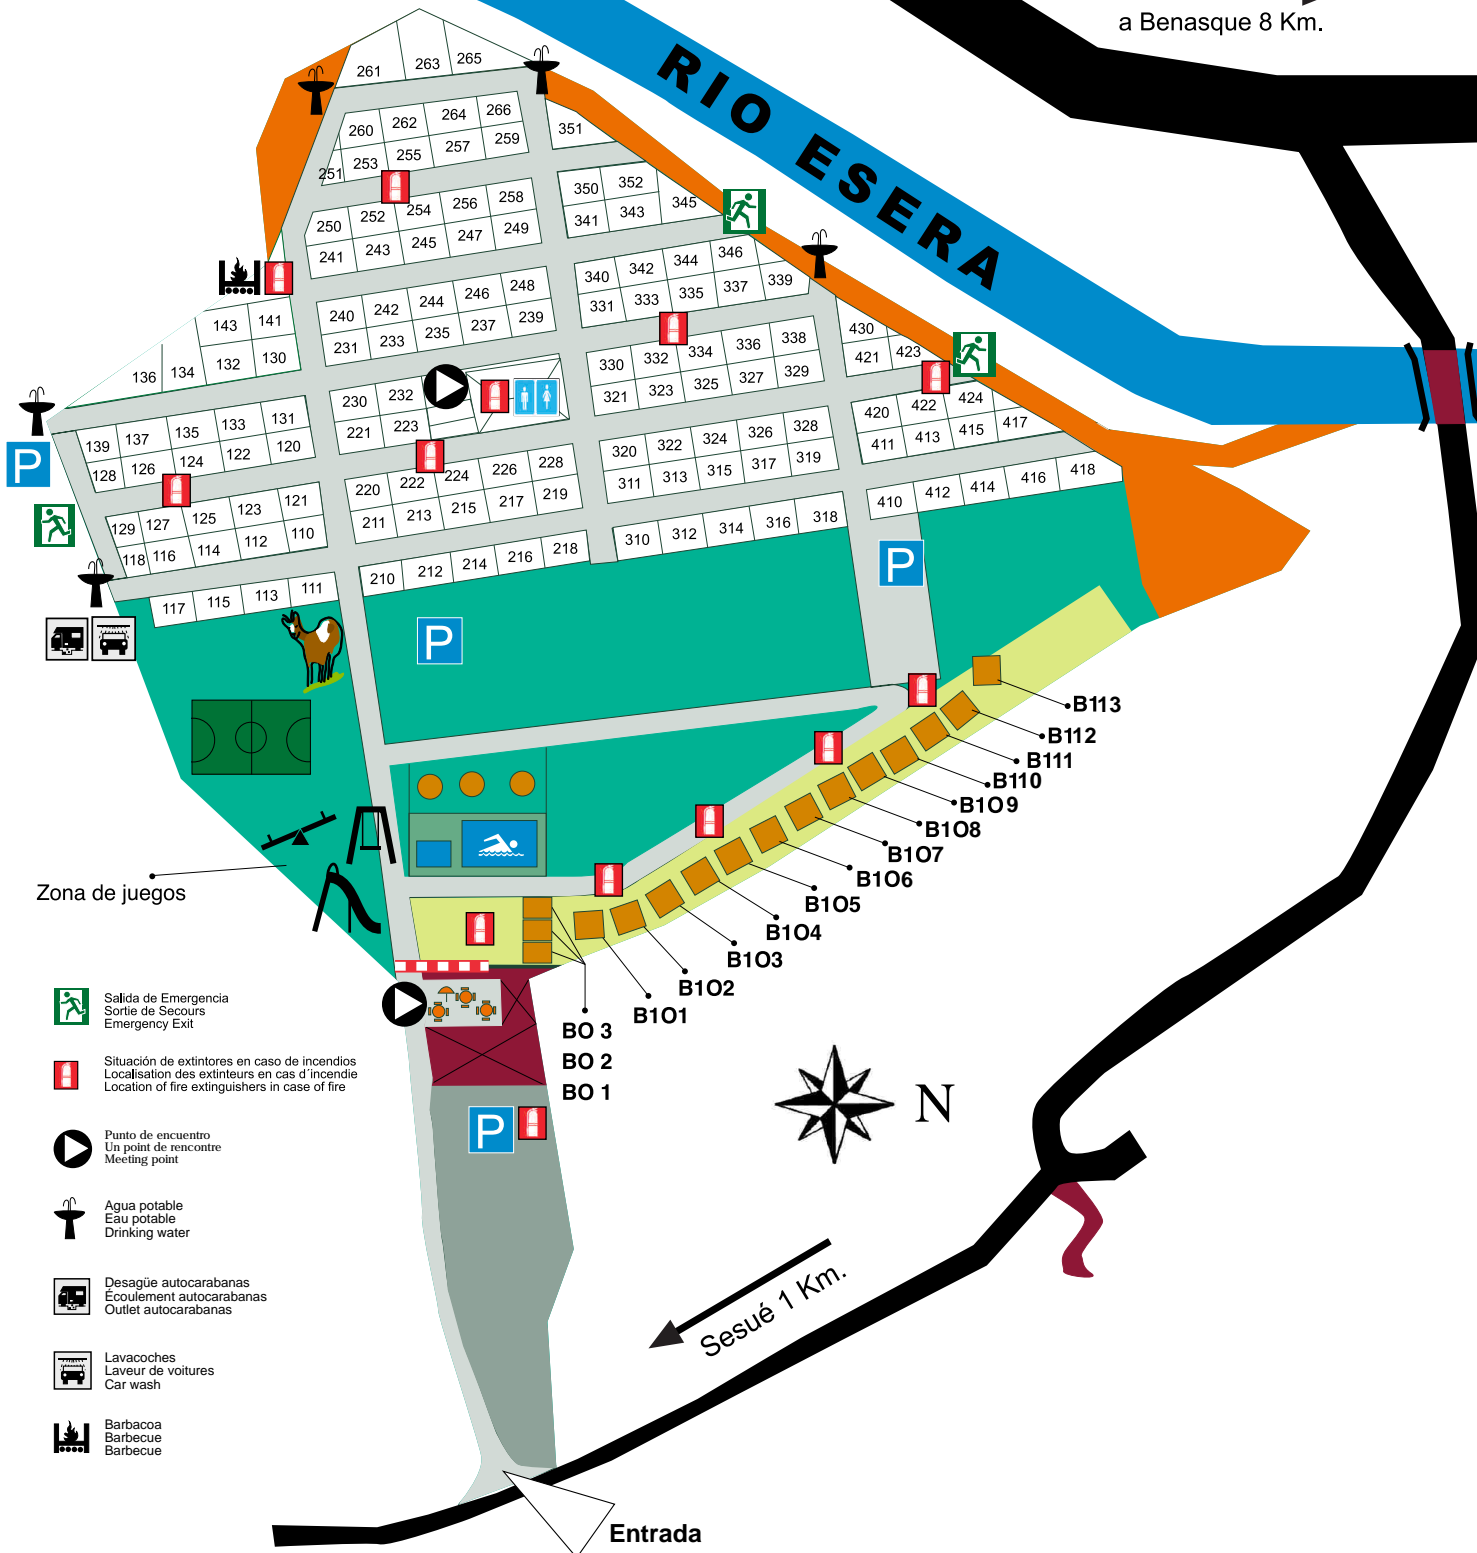 a Benasque 8 Km.
RIO ESERA
261 263 265
260 262 264 266
251 253 255 257 259
351
250 252 254 256 258
241 243 245 247 249
350 352
341 343 345
240 242 244 246 248
231 233 235 237 239
340 342 344 346
331 333 335 337 339
143 141
136 134 132 130
430
421 423
230 232
221 223
330 332 334 336 338
321 323 325 327 329
420 422 424
411 413 415 417
139 137 135 133 131
128 126 124 122 120
P
220 222 224 226 228
211 213 215 217 219
320 322 324 326 328
311 313 315 317 319
410 412 414 416 418
129 127 125 123 121
118 116 114 112 110
117 115 113 111
210 212 214 216 218
310 312 314 316 318
P
P
B113
B112
B111
B110
B1O9
B1O8
B1O7
B1O6
B1O5
B1O4
B1O3
B1O2
B1O1
Zona de juegos
BO 3
BO 2
BO 1
P
N
Salida de Emergencia
Sortie de Secours
Emergency Exit
Situación de extintores en caso de incendios
Localisation des extinteurs en cas d´incendie
Location of fire extinguishers in case of fire
Punto de encuentro
Un point de rencontre
Meeting point
Agua potable
Eau potable
Drinking water
Desagüe autocarabanas
Écoulement autocarabanas
Outlet autocarabanas
Lavacoches
Laveur de voitures
Car wash
Barbacoa
Barbecue
Barbecue
Sesué 1 Km.
Entrada